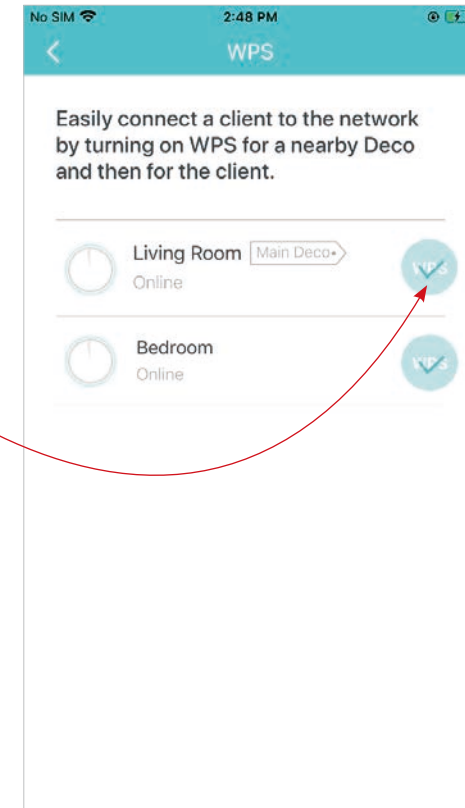 No SIM 2:48 PM
WPS
Easily connect a client to the network
by turning on WPS for a nearby Deco
and then for the client.
Living Room Main Deco
Online
WPS
Bedroom
Online
WPS